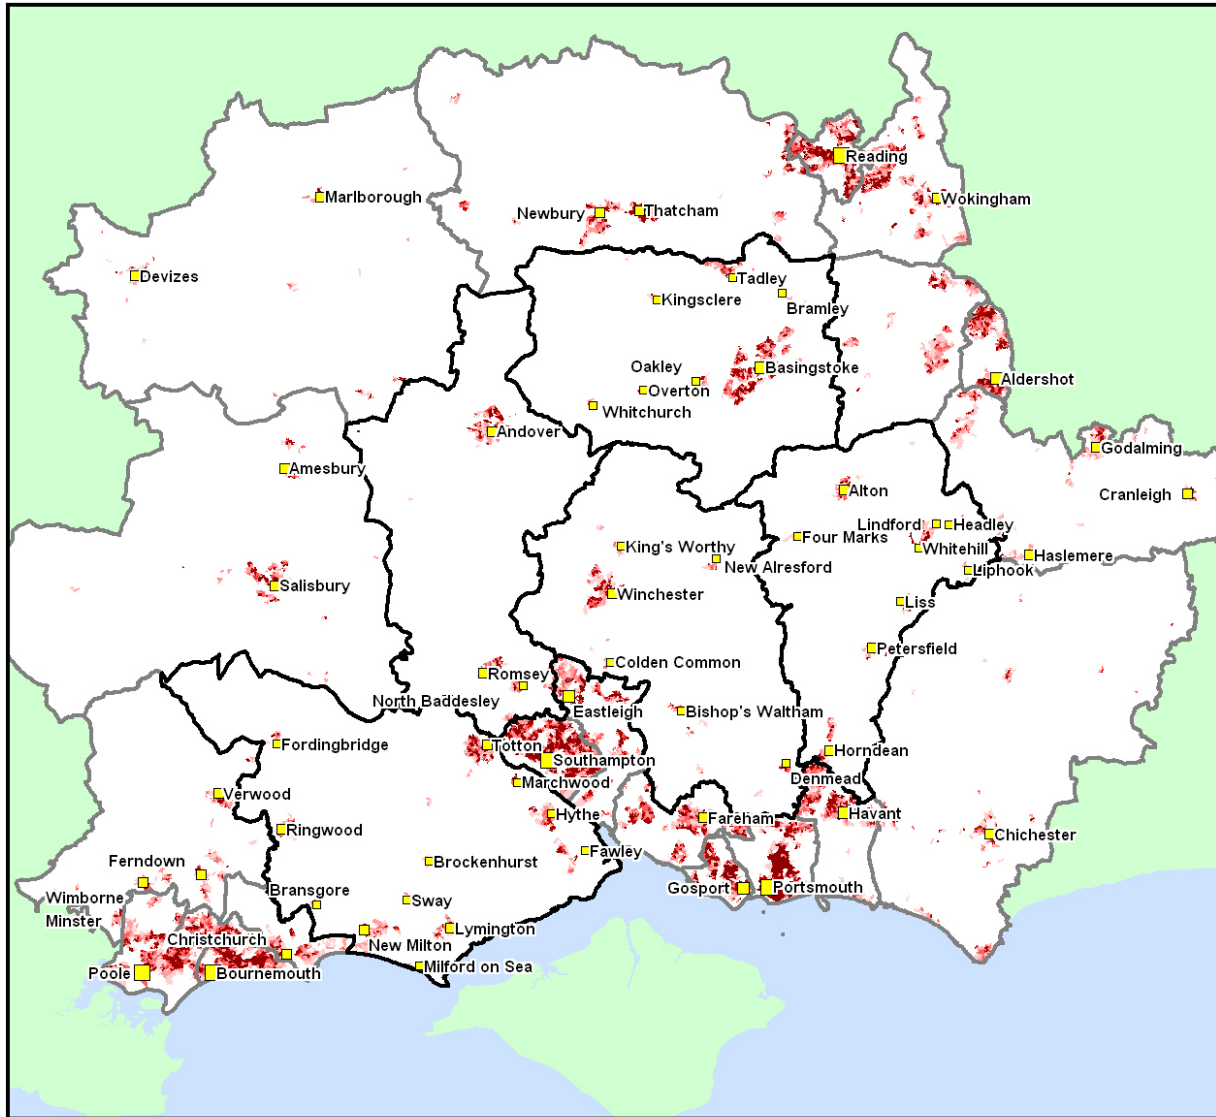 Reading
Marlborough
Wokingham
Newbury
Thatcham
Devizes
Tadley
Kingsclere
Bramley
Oakley
Basingstoke
Aldershot
Overton
Whitchurch
Andover
Godalming
Amesbury
Alton
Cranleigh
Lindford
Headley
Four Marks
King's Worthy
Whitehill
Haslemere
New Alresford
Liphook
Salisbury
Winchester
Liss
Petersfield
Colden Common
Romsey
North Baddesley
Eastleigh
Bishop's Waltham
Fordingbridge
Totton
Horndean
Southampton
Denmead
Marchwood
Verwood
Hythe
Fareham
Havant
Ringwood
Chichester
Fawley
Ferndown
Brockenhurst
Gosport
Portsmouth
Bransgore
Wimborne
Minster
Sway
Lymington
Christchurch
New Milton
Milford on Sea
Poole
Bournemouth